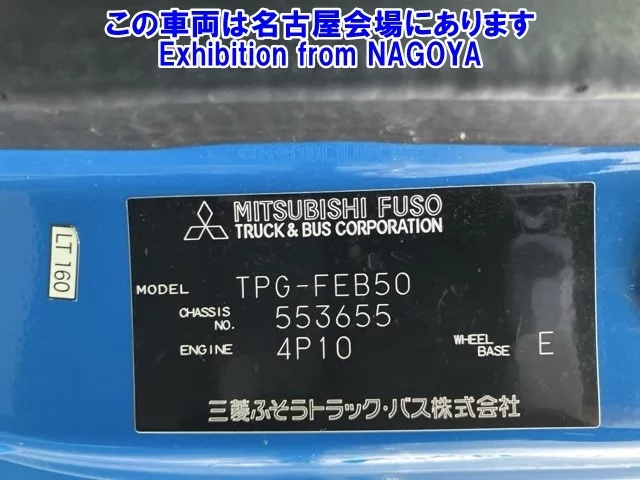 この車両は名古屋会場にあります
Exhibition from NAGOYA
MITSUBISHI FUSO
TRUCK & BUS CORPORATION
LT 160
MODEL TPG-FEB50
CHASSIS NO. 553655
ENGINE 4P10 WHEEL BASE E
三菱ふそうトラック・バス株式会社